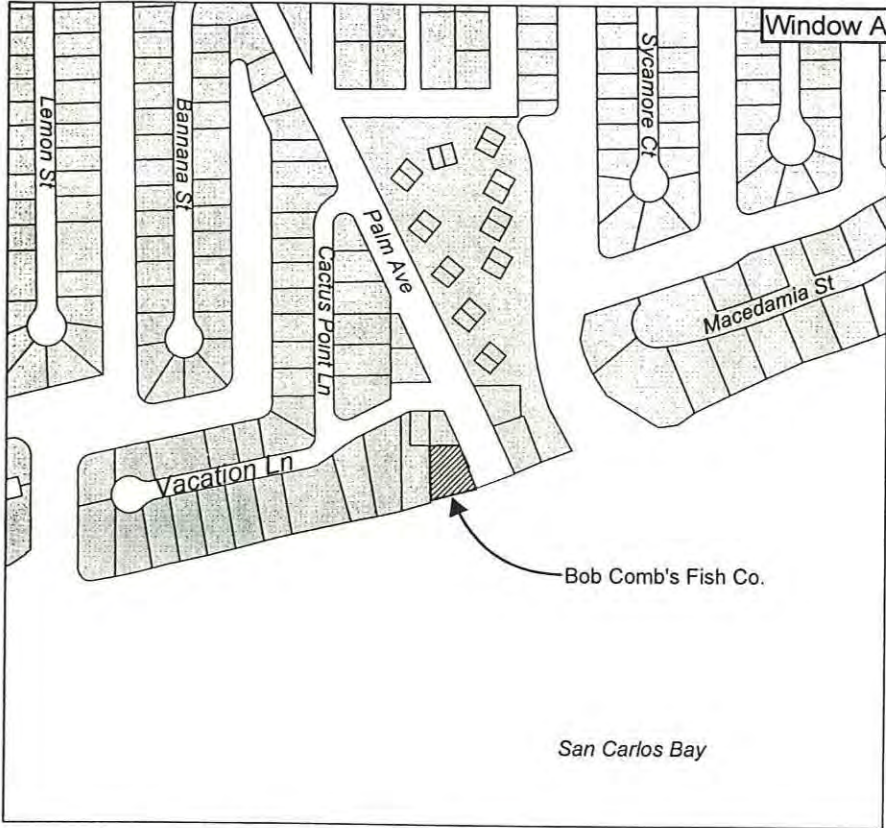 Window A
Lemon St
Bannana St
Sycamore Ct
Palm Ave
Cactus Point Ln
Macedamia St
Vacation Ln
Bob Comb's Fish Co.
San Carlos Bay